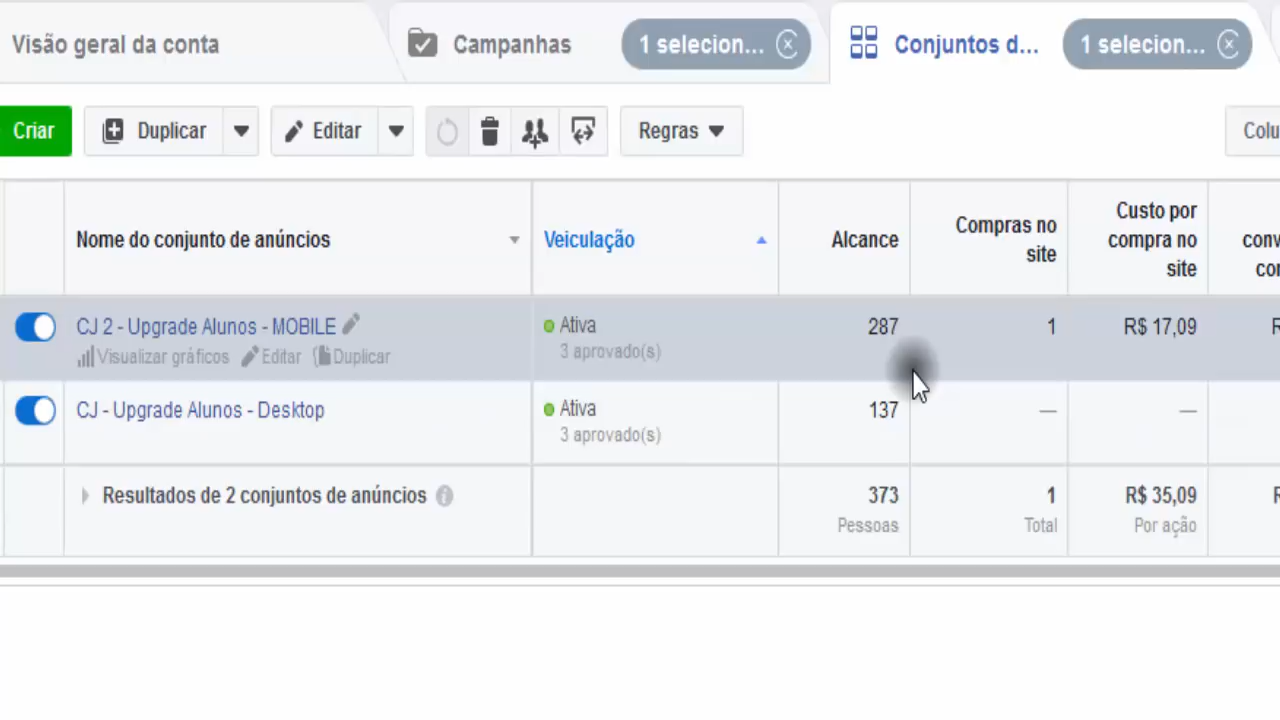 Visão geral da conta
Campanhas
1 selecion...
Conjuntos d...
1 selecion...
Criar
Duplicar
Editar
Regras
Colu
Nome do conjunto de anúncios
Veiculação
Alcance
Compras no
site
Custo por
compra no
site
conv
cor
CJ 2 - Upgrade Alunos - MOBILE
Visualizar gráficos Editar Duplicar
Ativa
3 aprovado(s)
287
1
R$ 17,09
CJ - Upgrade Alunos - Desktop
Ativa
3 aprovado(s)
137
—
—
Resultados de 2 conjuntos de anúncios
373
Pessoas
1
Total
R$ 35,09
Por ação